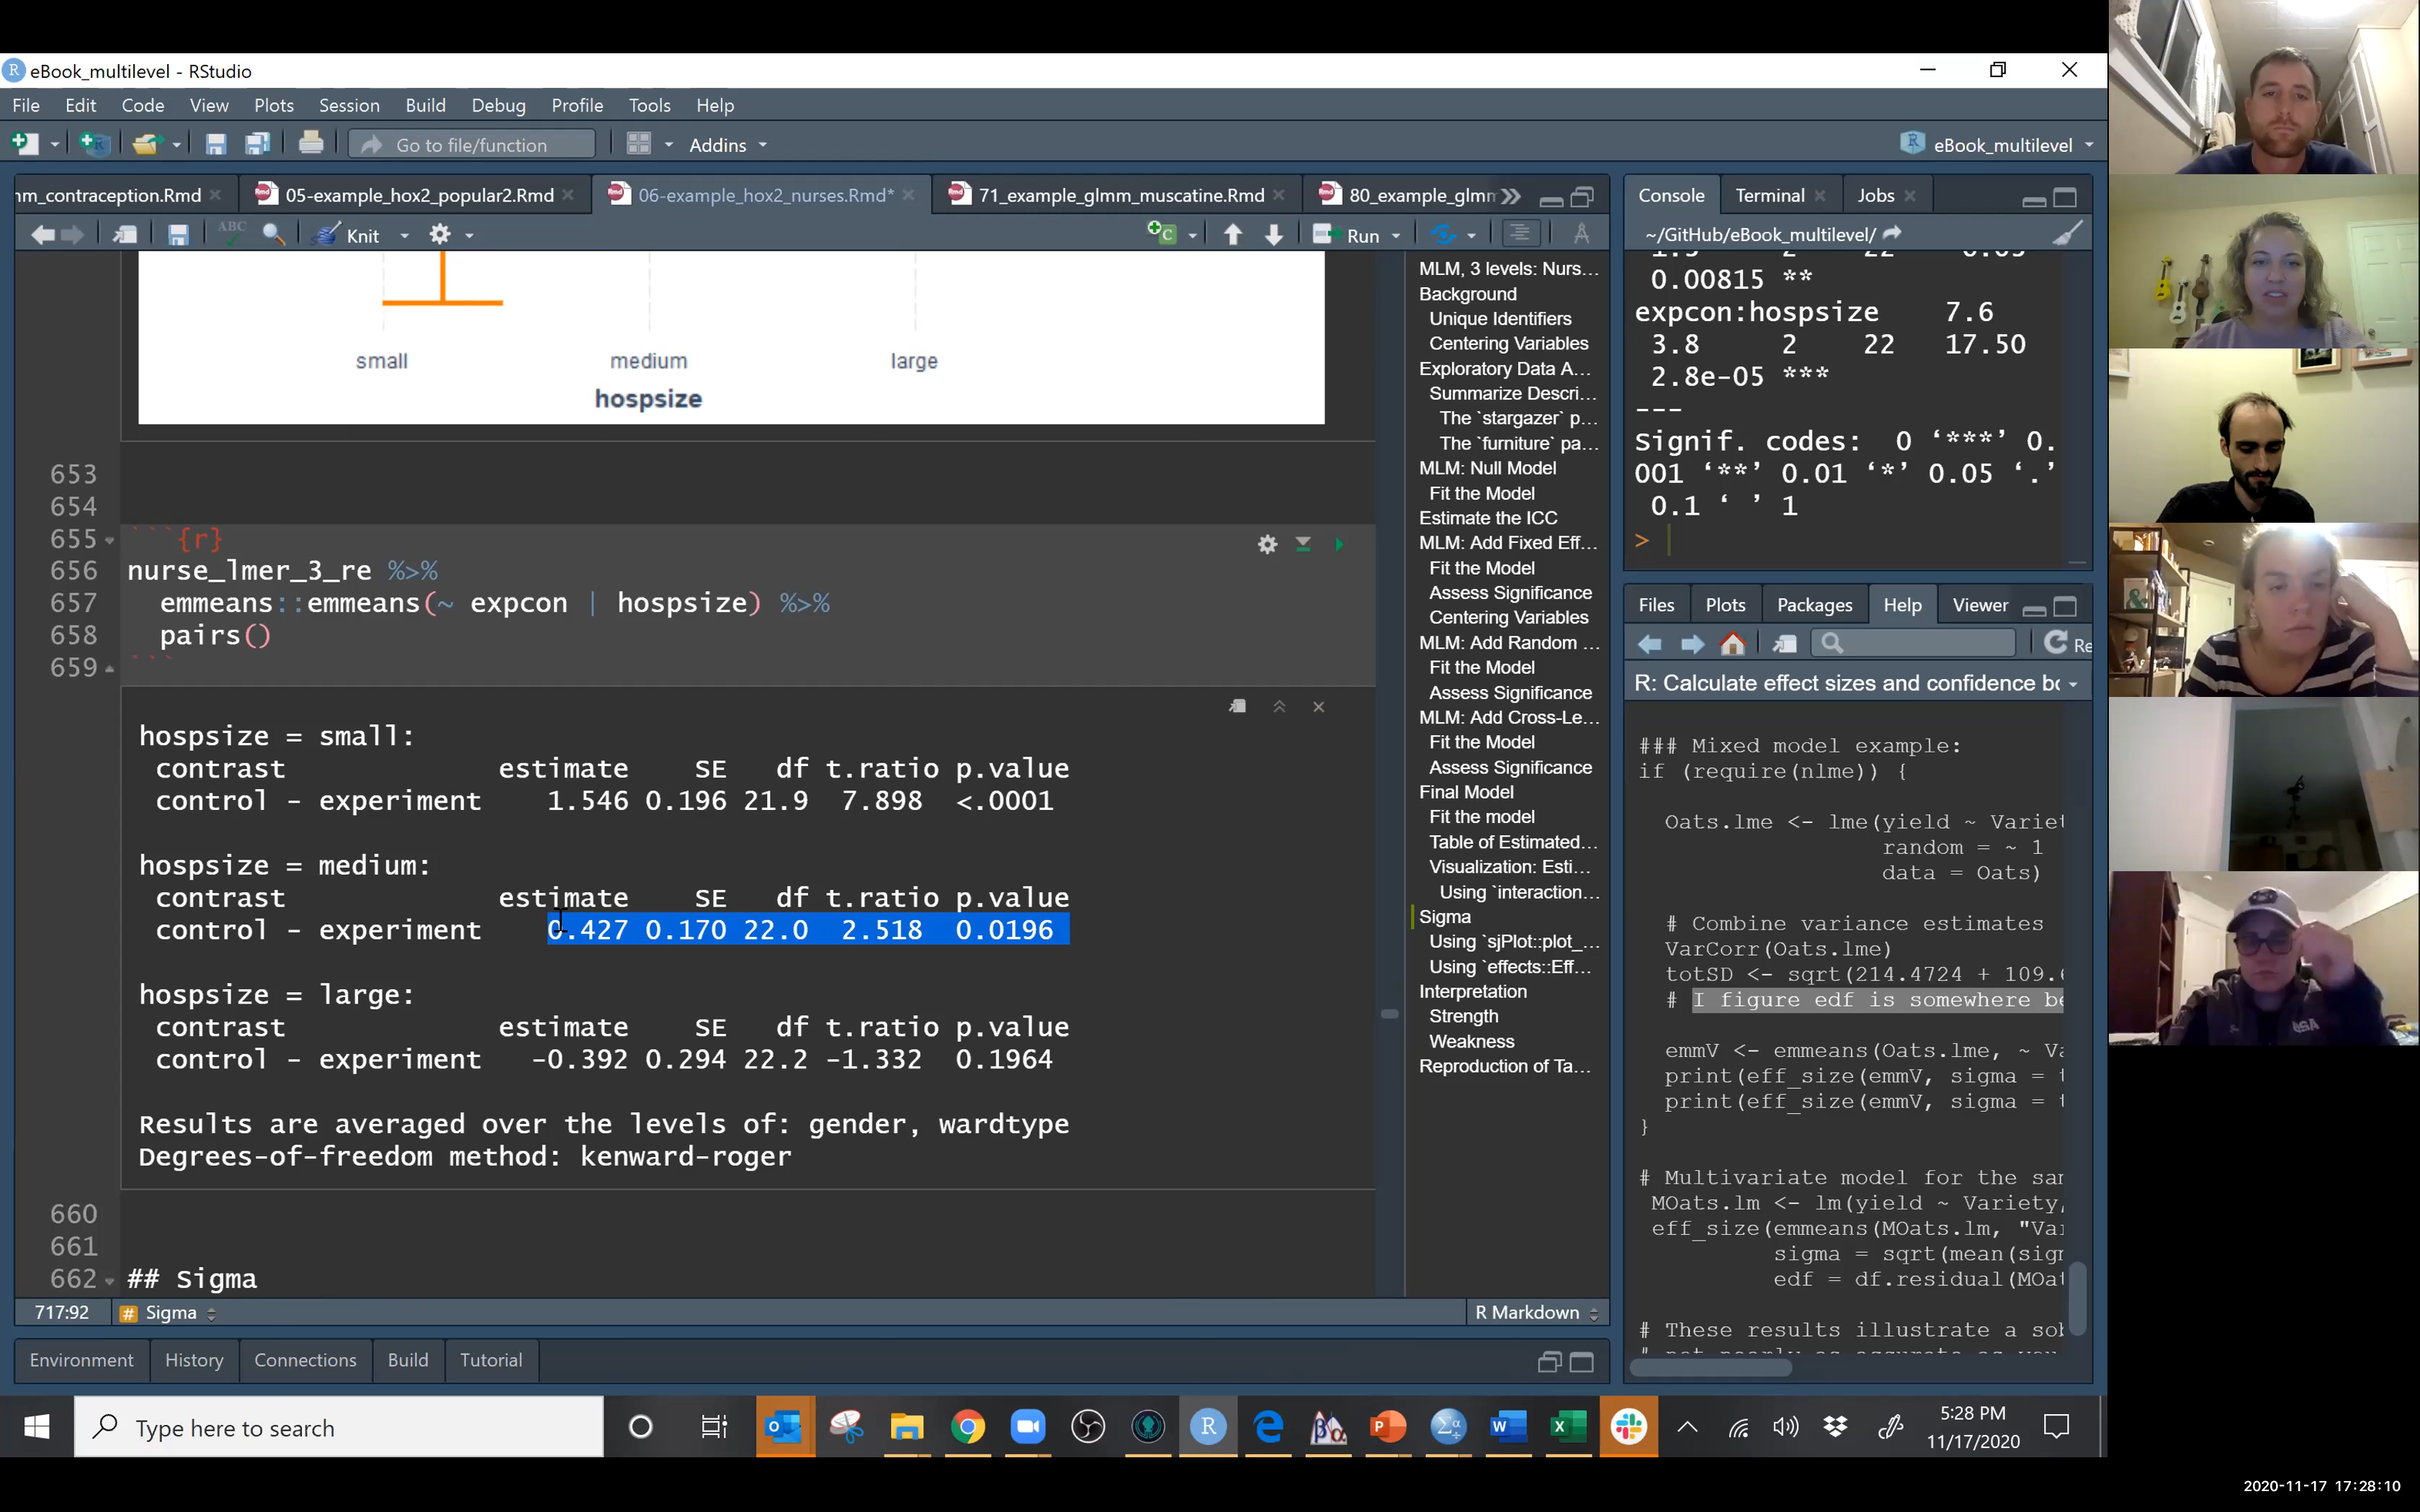 eBook_multilevel - RStudio
File Edit Code View Plots Session Build Debug Profile Tools Help
Go to file/function Addins eBook_multilevel
nm_contraception.Rmd 05-example_hox2_popular2.Rmd 06-example_hox2_nurses.Rmd* 71_example_glmm_muscatine.Rmd 80_example_glmm
ABC Knit Run
small medium large
hospsize
653
654
655 ```{r}
656 nurse_lmer_3_re %>%
657 emmeans::emmeans(~ expcon | hospsize) %>%
658 pairs()
659 ```
hospsize = small:
contrast estimate SE df t.ratio p.value
control - experiment 1.546 0.196 21.9 7.898 <.0001
hospsize = medium:
contrast estimate SE df t.ratio p.value
control - experiment 0.427 0.170 22.0 2.518 0.0196
hospsize = large:
contrast estimate SE df t.ratio p.value
control - experiment -0.392 0.294 22.2 -1.332 0.1964
Results are averaged over the levels of: gender, wardtype
Degrees-of-freedom method: kenward-roger
660
661
662 ## Sigma
717:92 # Sigma R Markdown
MLM, 3 levels: Nurs...
Background
Unique Identifiers
Centering Variables
Exploratory Data A...
Summarize Descri...
The `stargazer` p...
The `furniture` pa...
MLM: Null Model
Fit the Model
Estimate the ICC
MLM: Add Fixed Eff...
Fit the Model
Assess Significance
Centering Variables
MLM: Add Random ...
Fit the Model
Assess Significance
MLM: Add Cross-Le...
Fit the Model
Assess Significance
Final Model
Fit the model
Table of Estimated...
Visualization: Esti...
Using `interaction...
Sigma
Using `sjPlot::plot_...
Using `effects::Eff...
Interpretation
Strength
Weakness
Reproduction of Ta...
Environment History Connections Build Tutorial
Console Terminal Jobs
~/GitHub/eBook_multilevel/
0.00815 **
expcon:hospsize 7.6
3.8 2 22 17.50
2.8e-05 ***
---
Signif. codes: 0 ‘***’ 0.
001 ‘**’ 0.01 ‘*’ 0.05 ‘.’
0.1 ‘ ’ 1
>
Files Plots Packages Help Viewer
Re
R: Calculate effect sizes and confidence bo
### Mixed model example:
if (require(nlme)) {
Oats.lme <- lme(yield ~ Variet
random = ~ 1
data = Oats)
# Combine variance estimates
VarCorr(Oats.lme)
totSD <- sqrt(214.4724 + 109.6
# I figure edf is somewhere be
emmV <- emmeans(Oats.lme, ~ Va
print(eff_size(emmV, sigma = t
print(eff_size(emmV, sigma = t
}
# Multivariate model for the sam
MOats.lm <- lm(yield ~ Variety,
eff_size(emmeans(MOats.lm, "Var
sigma = sqrt(mean(sigm
edf = df.residual(MOat
# These results illustrate a sob
Type here to search
5:28 PM
11/17/2020
2020-11-17 17:28:10